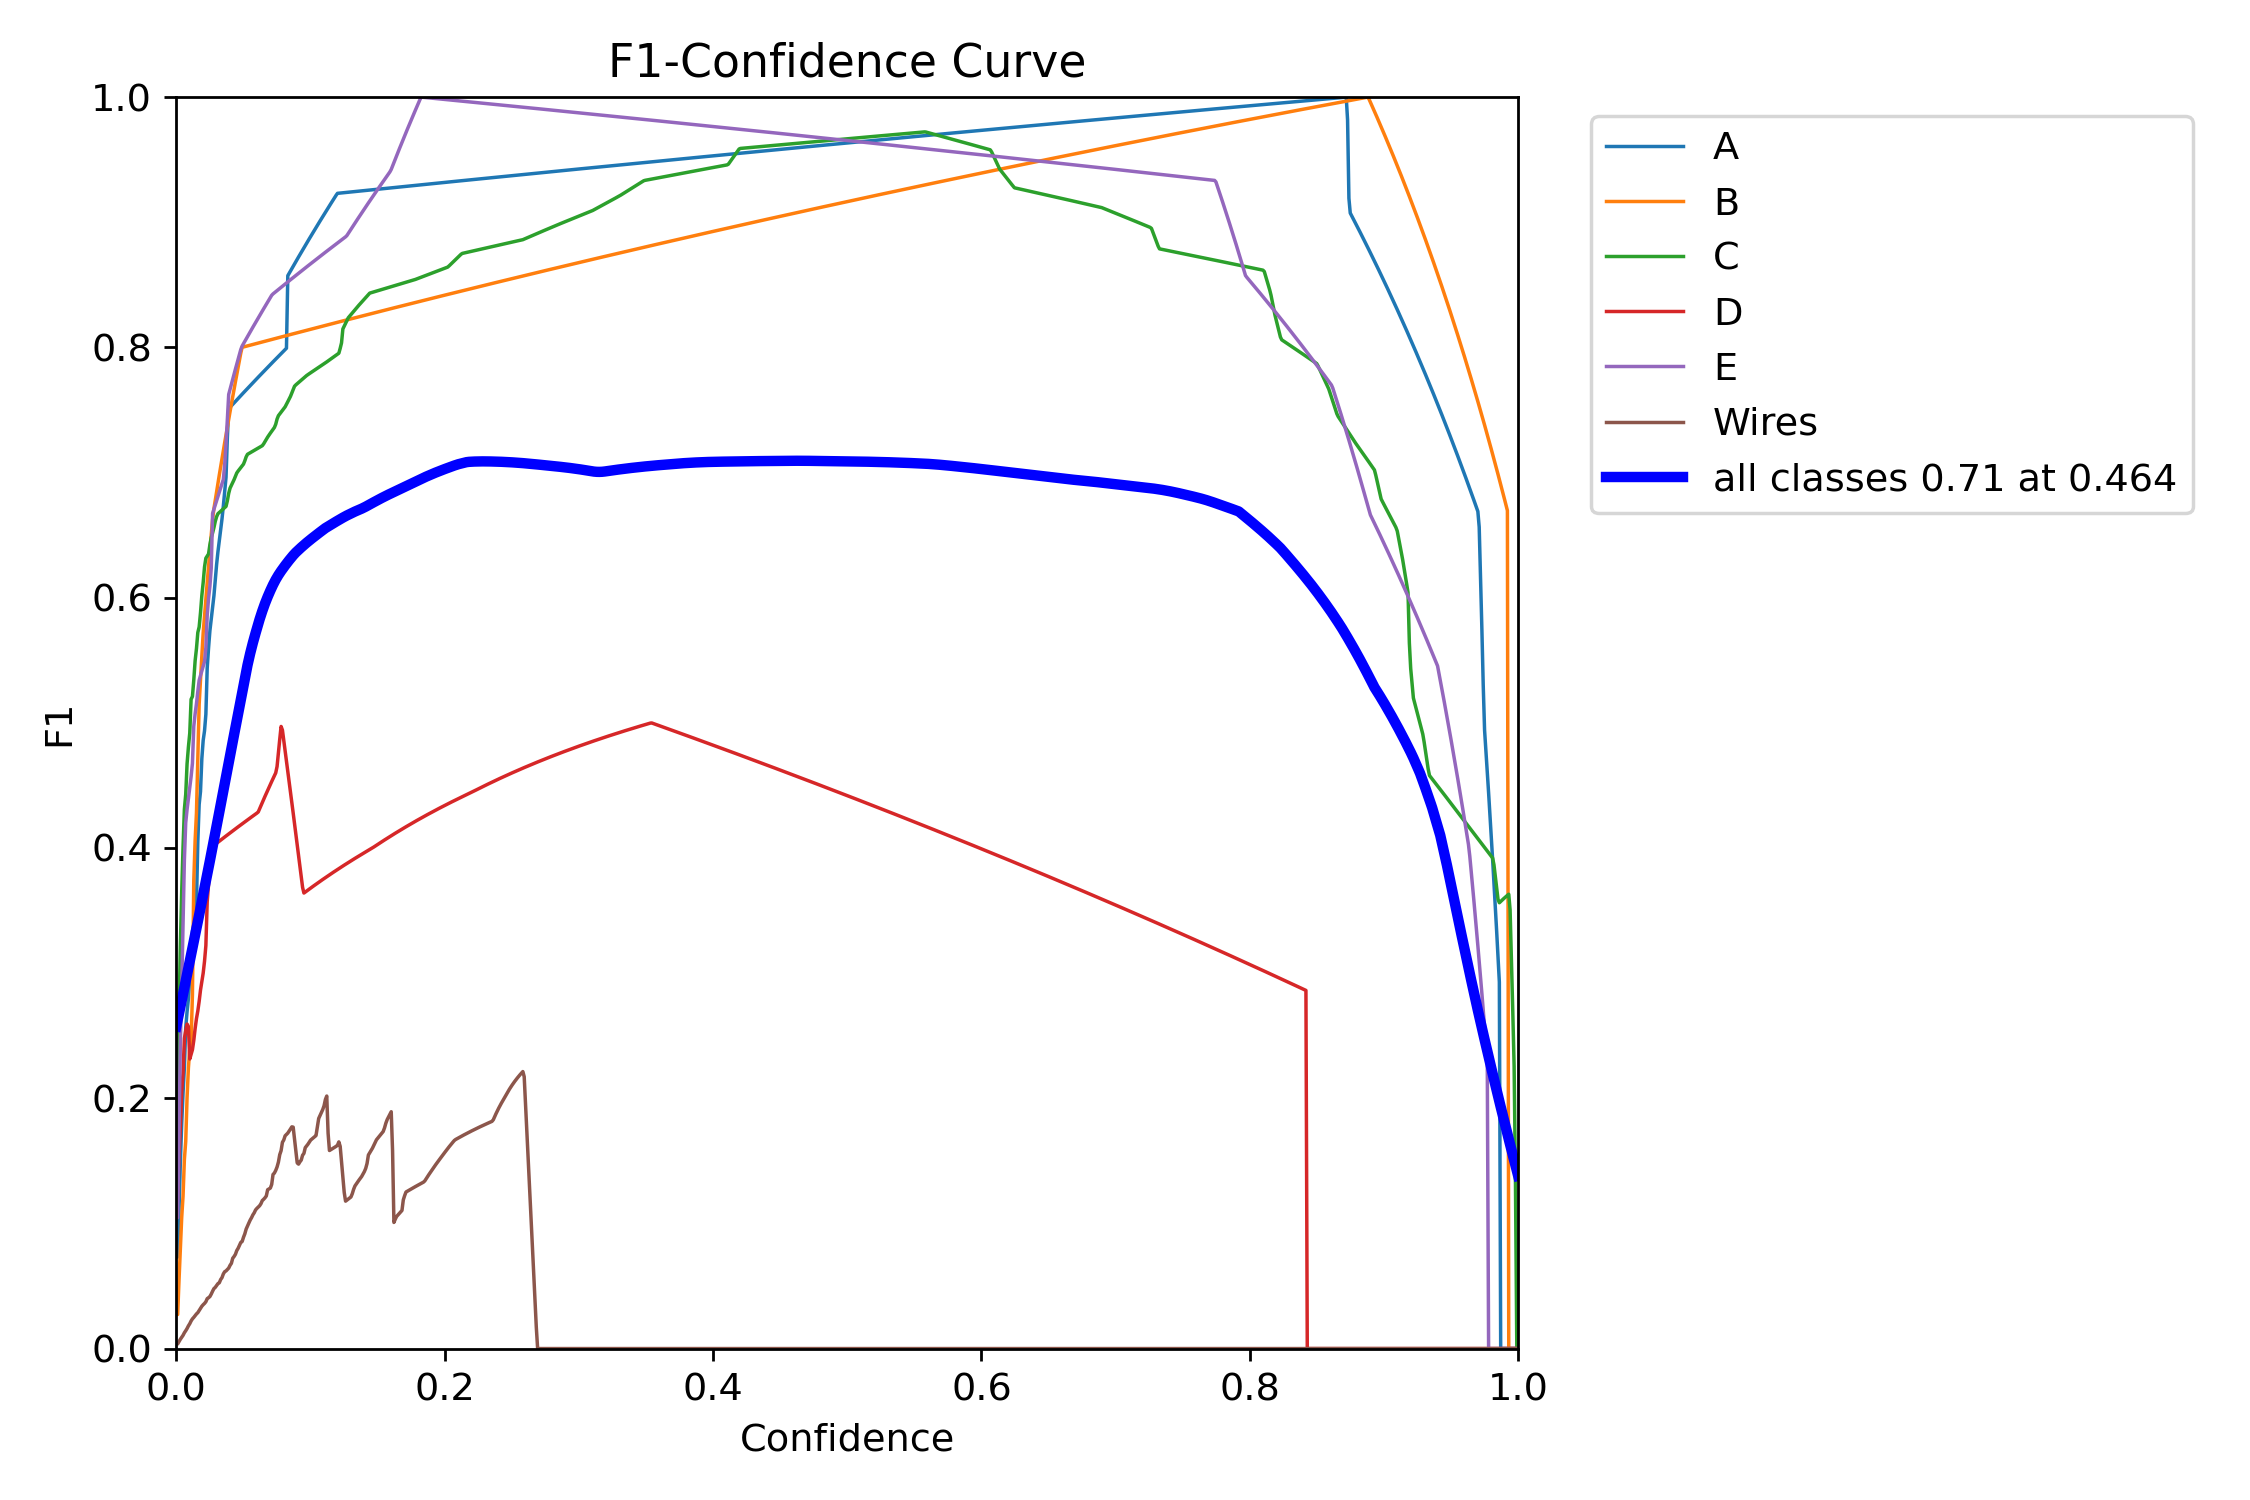 F1-Confidence Curve
1.0
0.8
0.6
0.4
0.2
0.0
F1
0.0 0.2 0.4 0.6 0.8 1.0
Confidence
A
B
C
D
E
Wires
all classes 0.71 at 0.464